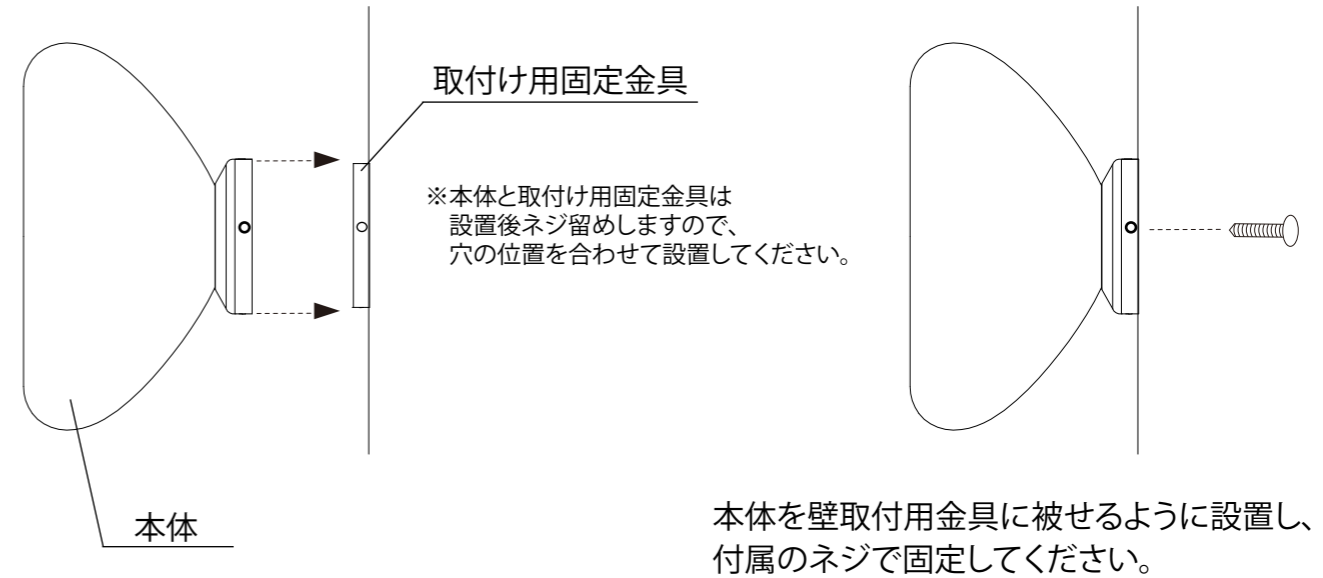 取付け用固定金具
※本体と取付け用固定金具は
設置後ネジ留めしますので、
穴の位置を合わせて設置してください。
本体
本体を壁取付用金具に被せるように設置し、
付属のネジで固定してください。